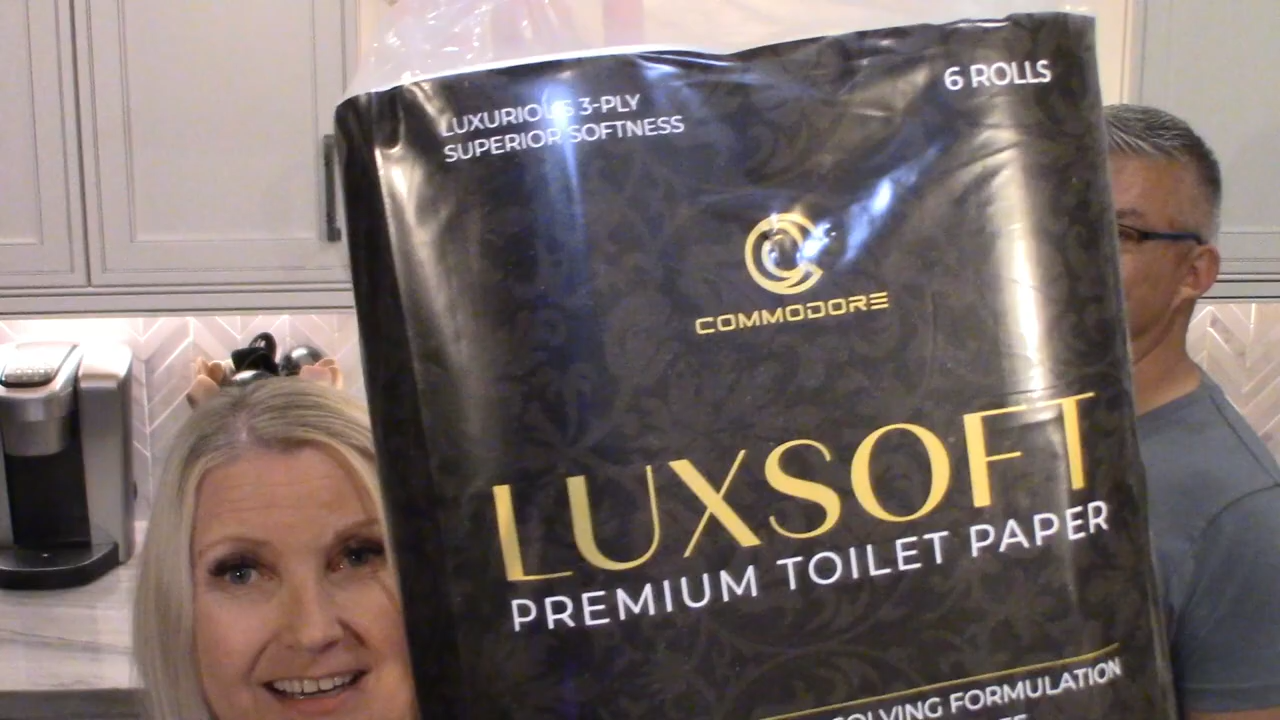 LUXURIOUS 3-PLY
SUPERIOR SOFTNESS
6 ROLLS
COMMODORE
LUXSOFT
PREMIUM TOILET PAPER
FORMULATION